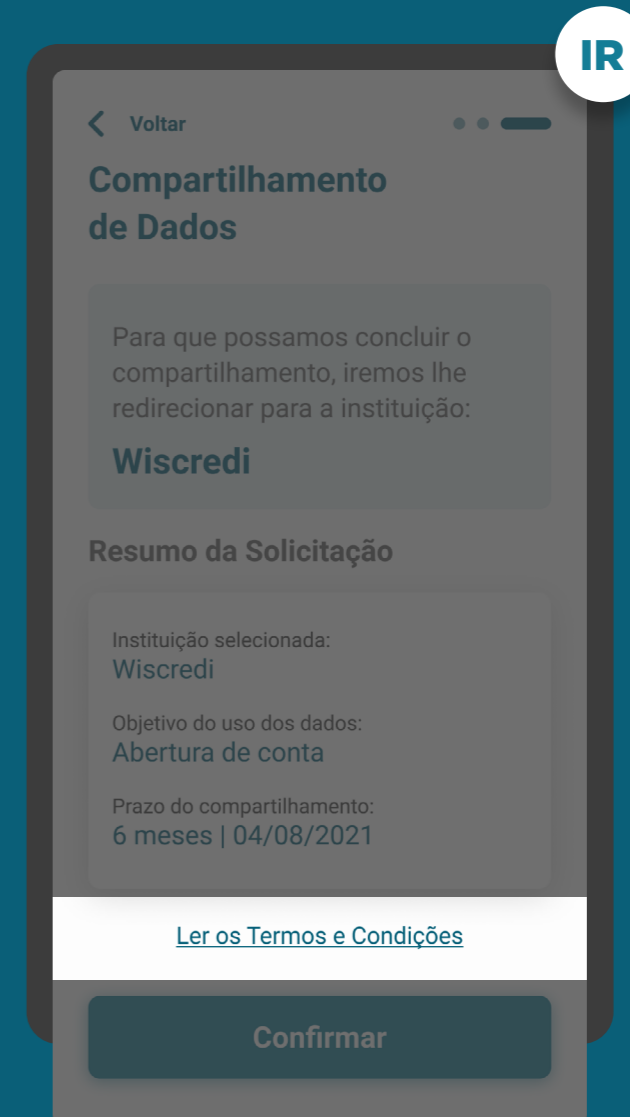 IR
Voltar
Compartilhamento
de Dados
Para que possamos concluir o
compartilhamento, iremos lhe
redirecionar para a instituição:
Wiscredi
Resumo da Solicitação
Instituição selecionada:
Wiscredi
Objetivo do uso dos dados:
Abertura de conta
Prazo do compartilhamento:
6 meses | 04/08/2021
Ler os Termos e Condições
Confirmar